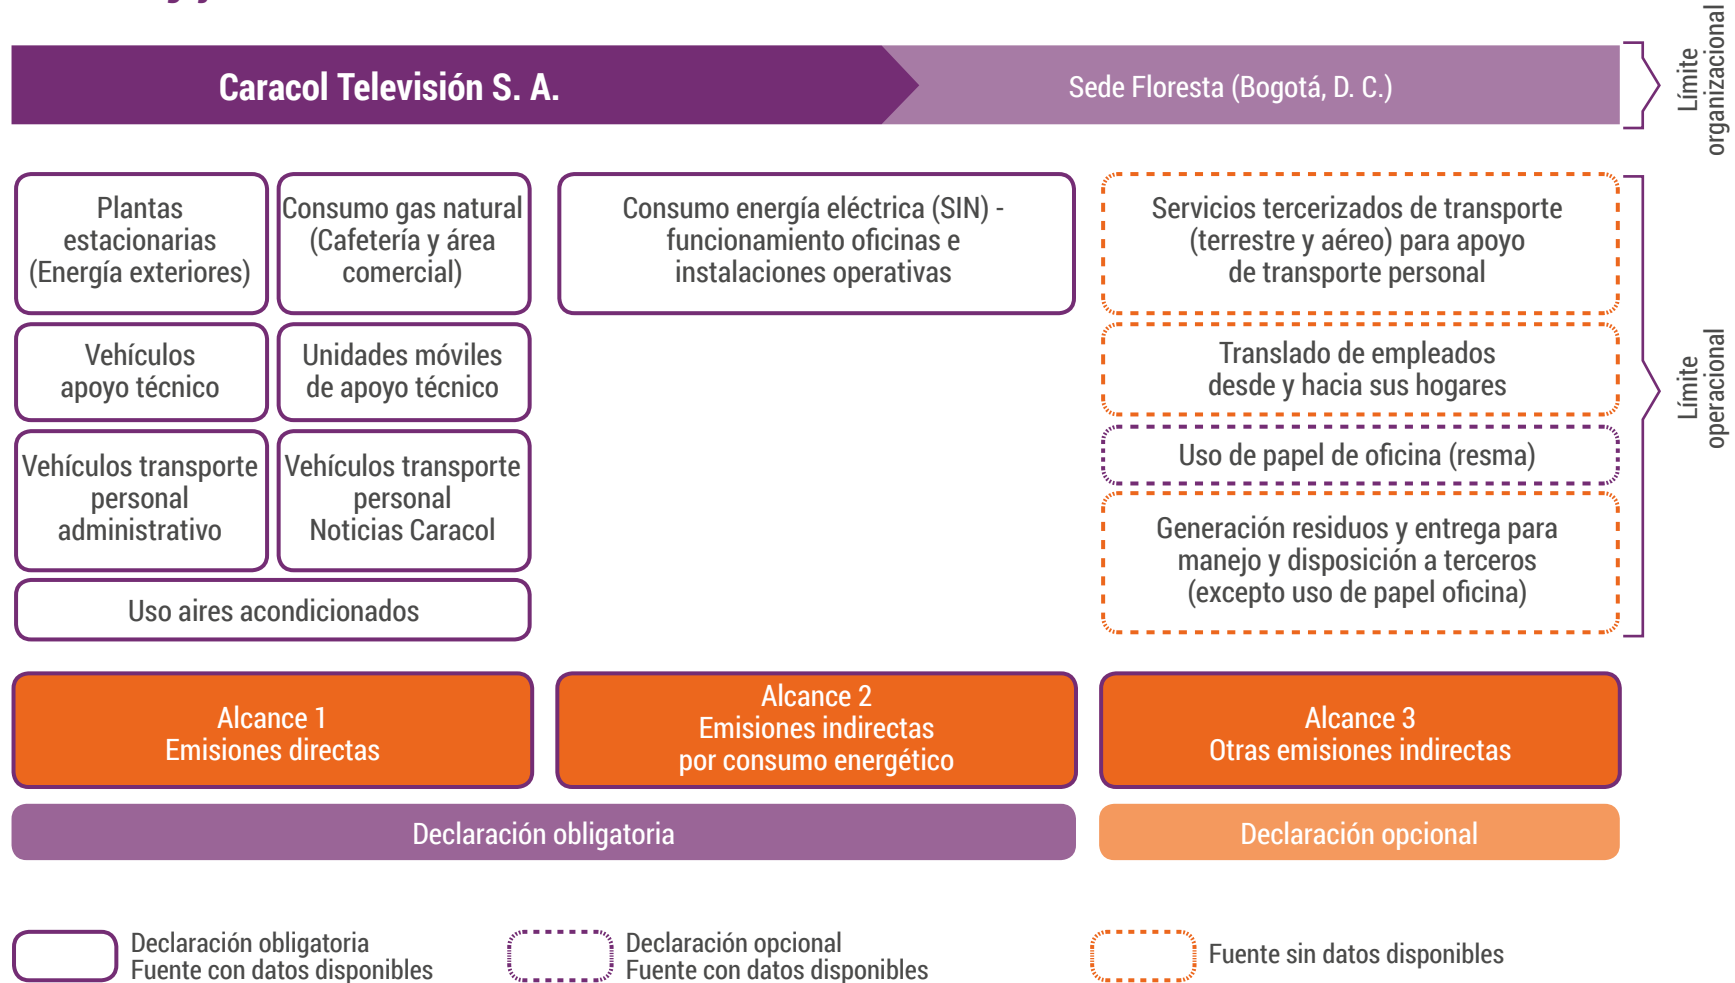 Caracol Televisión S. A.
Sede Floresta (Bogotá, D. C.)
Límite
organizacional
Plantas
estacionarias
(Energía exteriores)
Consumo gas natural
(Cafetería y área
comercial)
Consumo energía eléctrica (SIN) -
funcionamiento oficinas e
instalaciones operativas
Servicios tercerizados de transporte
(terrestre y aéreo) para apoyo
de transporte personal
Vehículos
apoyo técnico
Unidades móviles
de apoyo técnico
Translado de empleados
desde y hacia sus hogares
Límite
operacional
Vehículos transporte
personal
administrativo
Vehículos transporte
personal
Noticias Caracol
Uso de papel de oficina (resma)
Generación residuos y entrega para
manejo y disposición a terceros
(excepto uso de papel oficina)
Uso aires acondicionados
Alcance 1
Emisiones directas
Alcance 2
Emisiones indirectas
por consumo energético
Alcance 3
Otras emisiones indirectas
Declaración obligatoria
Declaración opcional
Declaración obligatoria
Fuente con datos disponibles
Declaración opcional
Fuente con datos disponibles
Fuente sin datos disponibles